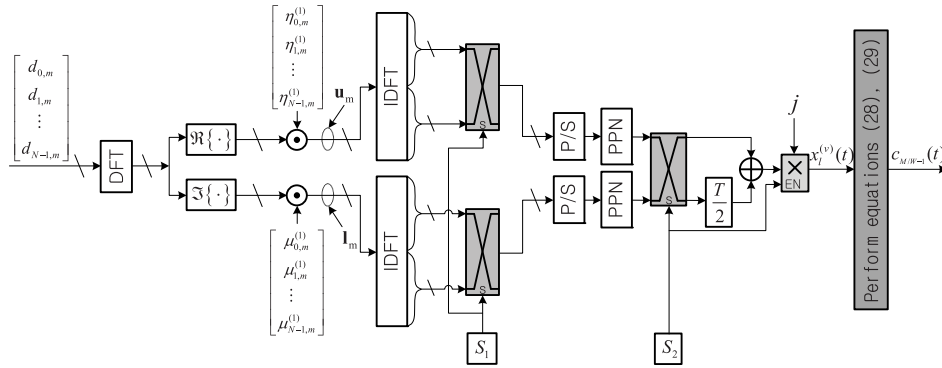 d_{0,m}
d_{1,m}
⋮
d_{N-1,m}
DFT
ℜ{·}
ℑ{·}
η_{0,m}^{(1)}
η_{1,m}^{(1)}
⋯
η_{N-1,m}^{(1)}
u_m
μ_{0,m}^{(1)}
μ_{1,m}^{(1)}
⋯
μ_{N-1,m}^{(1)}
l_m
IDFT
IDFT
S
S
S_1
P/S
PPN
P/S
PPN
S
S_2
T/2
j
×
EN
x_l^{(v)}(t)
Perform equations (28), (29)
c_{M/W-1}(t)